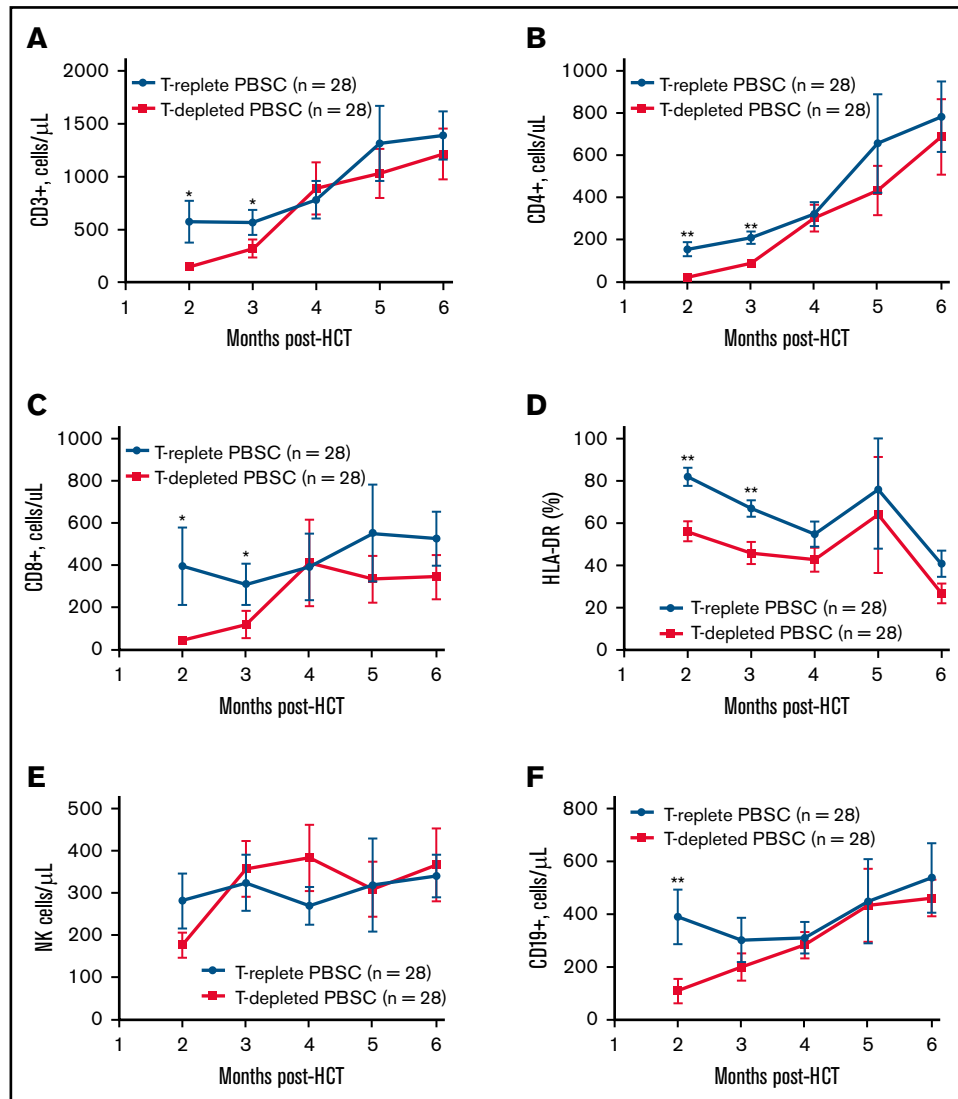 A
2000
1500
1000
500
0
CD3+, cells/μL
T-replete PBSC (n = 28)
T-depleted PBSC (n = 28)
*
*
1 2 3 4 5 6
Months post-HCT
B
1000
800
600
400
200
0
CD4+, cells/uL
T-replete PBSC (n = 28)
T-depleted PBSC (n = 28)
**
**
1 2 3 4 5 6
Months post-HCT
C
1000
800
600
400
200
0
CD8+, cells/uL
T-replete PBSC (n = 28)
T-depleted PBSC (n = 28)
*
*
1 2 3 4 5 6
Months post-HCT
D
100
80
60
40
20
0
HLA-DR (%)
**
**
T-replete PBSC (n = 28)
T-depleted PBSC (n = 28)
1 2 3 4 5 6
Months post-HCT
E
500
400
300
200
100
0
NK cells/μL
T-replete PBSC (n = 28)
T-depleted PBSC (n = 28)
1 2 3 4 5 6
Months post-HCT
F
800
600
400
200
0
CD19+, cells/μL
T-replete PBSC (n = 28)
T-depleted PBSC (n = 28)
**
1 2 3 4 5 6
Months post-HCT